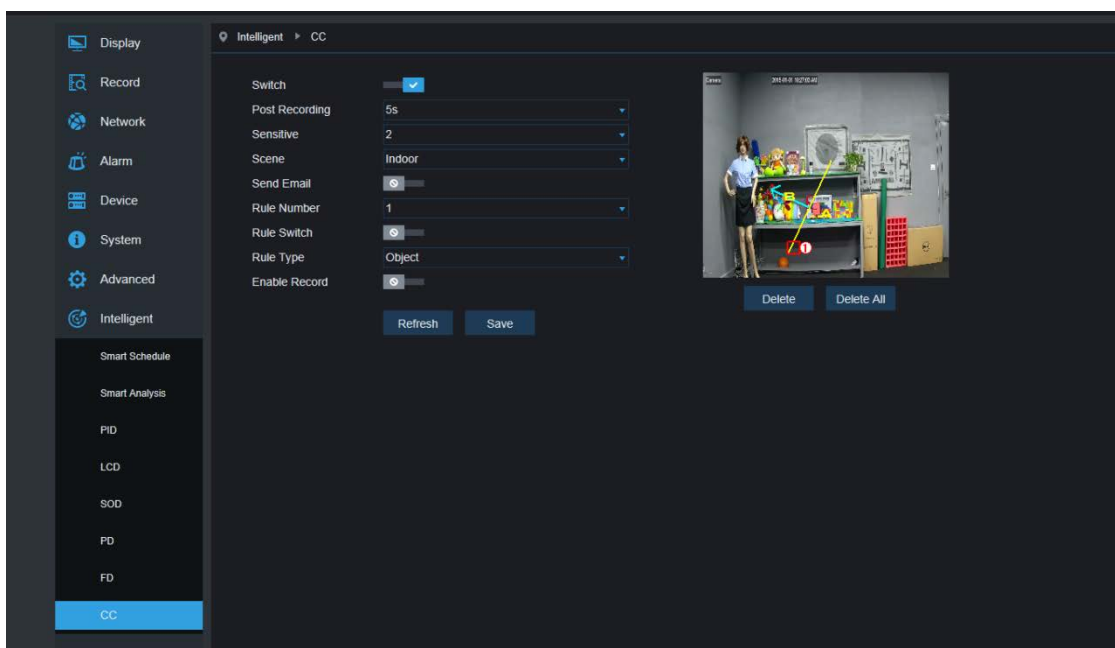 Intelligent CC
Display
Record
Network
Alarm
Device
System
Advanced
Intelligent
Smart Schedule
Smart Analysis
PID
LCD
SOD
PD
FD
CC
Switch
Post Recording 5s
Sensitive 2
Scene Indoor
Send Email
Rule Number 1
Rule Switch
Rule Type Object
Enable Record
Refresh Save
Camera
A B
1
Delete Delete All